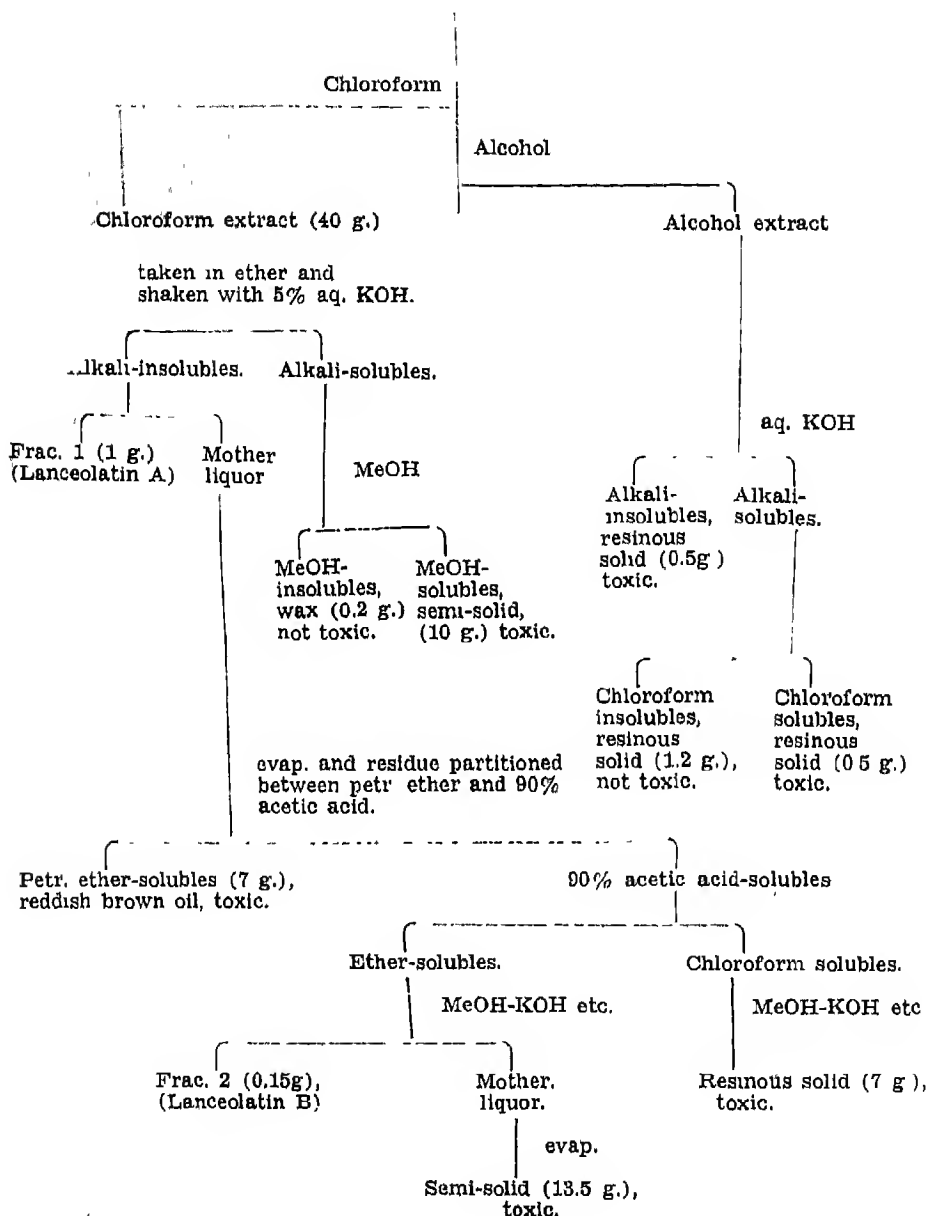 Chloroform
Alcohol
Chloroform extract (40 g.)
Alcohol extract
taken in ether and
shaken with 5% aq. KOH.
lkali-insolubles.
Alkali-solubles.
aq. KOH
Frac. 1 (1 g.)
(Lanceolatin A)
Mother
liquor
MeOH
Alkali-
insolubles,
resinous
solid (0.5g )
toxic.
Alkali-
solubles.
MeOH-
insolubles,
wax (0.2 g.)
not toxic.
MeOH-
solubles,
semi-solid,
(10 g.) toxic.
Chloroform
insolubles,
resinous
solid (1.2 g.),
not toxic.
Chloroform
solubles,
resinous
solid (0 5 g.)
toxic.
evap. and residue partitioned
between petr ether and 90%
acetic acid.
Petr. ether-solubles (7 g.),
reddish brown oil, toxic.
90% acetic acid-solubles
Ether-solubles.
Chloroform solubles.
MeOH-KOH etc.
MeOH-KOH etc
Frac. 2 (0.15g),
(Lanceolatin B)
Mother.
liquor.
Resinous solid (7 g ),
toxic.
evap.
Semi-solid (13.5 g.),
toxic.